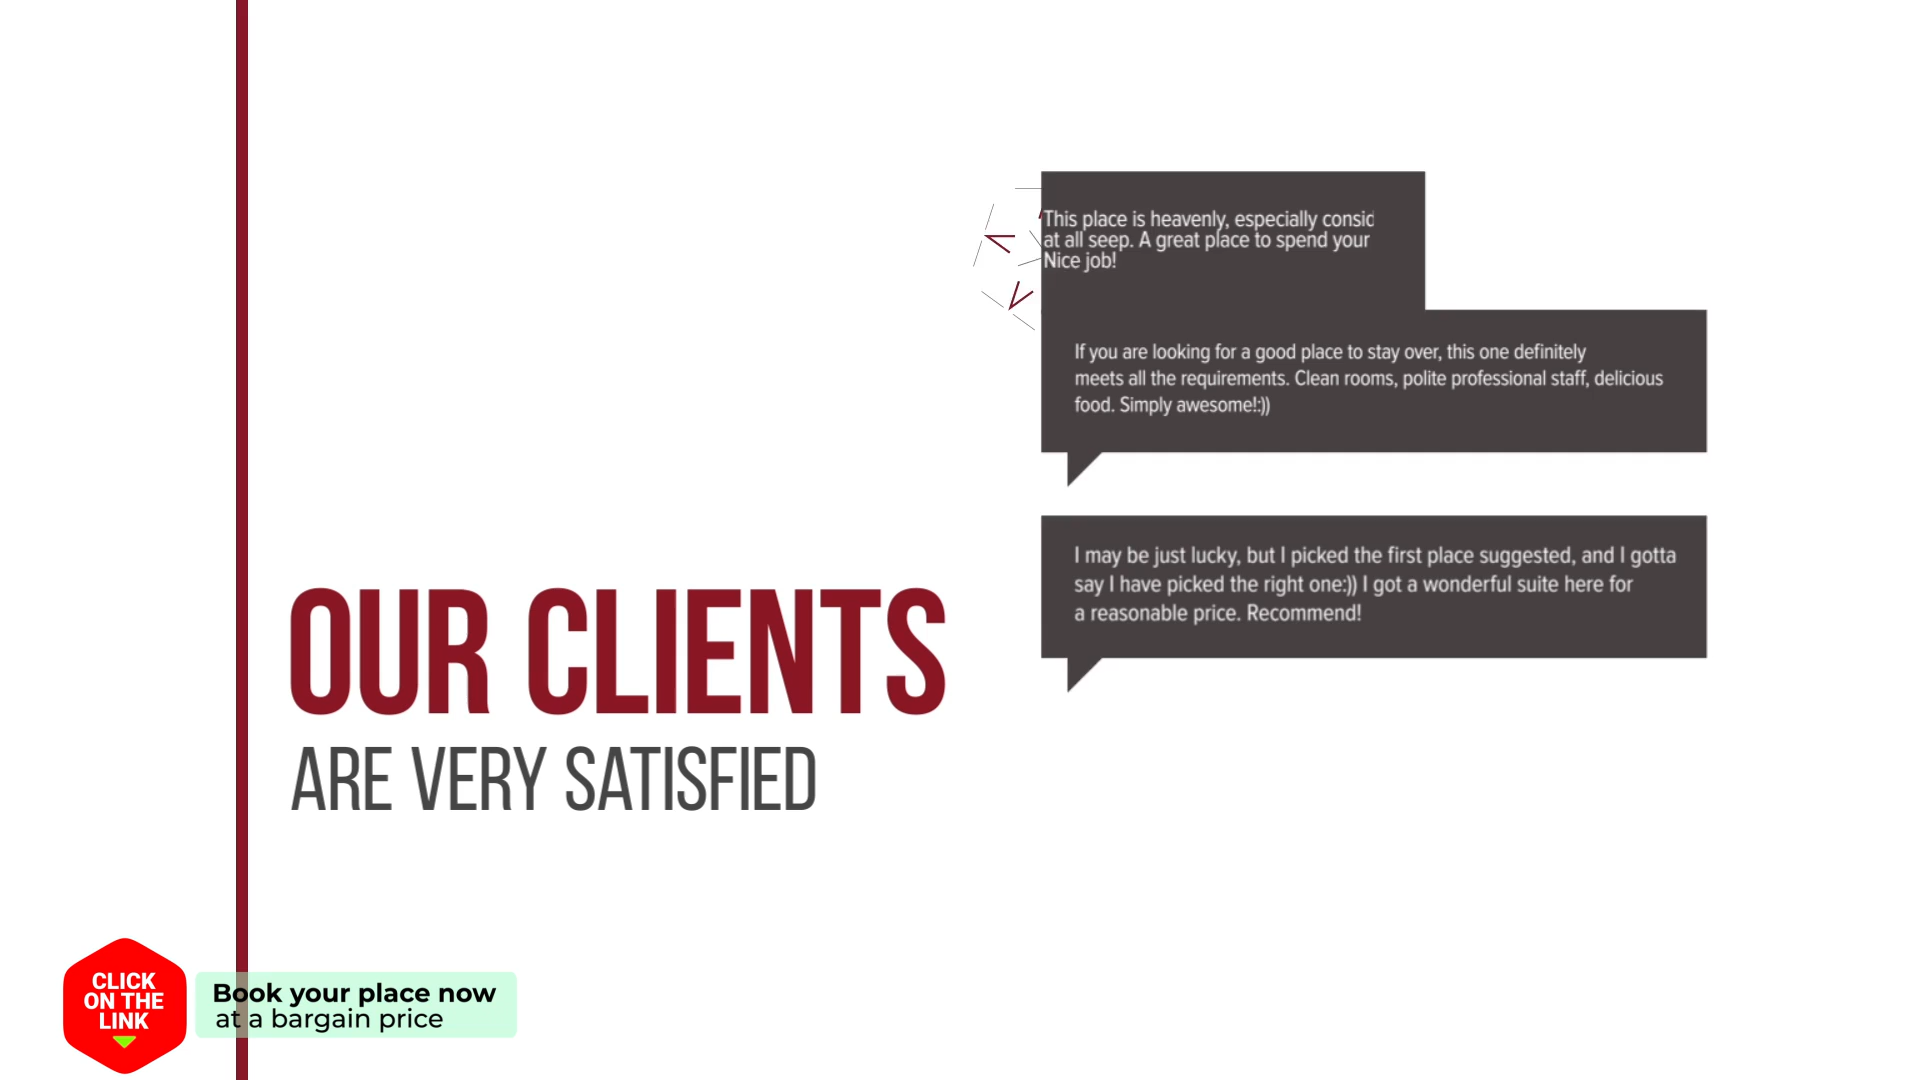 This place is heavenly, especially
at all seep. A great place to spend your
Nice job!
If you are looking for a good place to stay over, this one definitely
meets all the requirements. Clean rooms, polite professional staff, delicious
food. Simply awesome!:))
I may be just lucky, but I picked the first place suggested, and I gotta
say I have picked the right one:)) I got a wonderful suite here for
a reasonable price. Recommend!
OUR CLIENTS
ARE VERY SATISFIED
CLICK
ON THE
LINK
Book your place now
at a bargain price